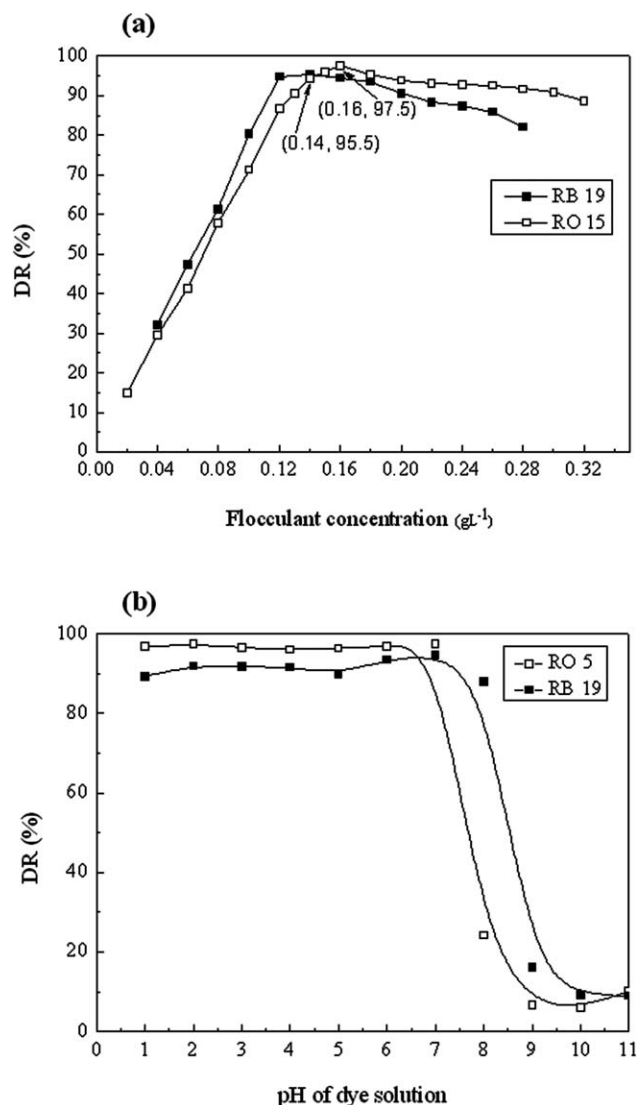 (a)
100
90
80
70
60
50
40
30
20
10
0
DR (%)
(0.16, 97.5)
(0.14, 95.5)
RB 19
RO 15
0.00 0.04 0.08 0.12 0.16 0.20 0.24 0.28 0.32
Flocculant concentration (gL⁻¹)
(b)
100
80
60
40
20
0
DR (%)
RO 5
RB 19
0 1 2 3 4 5 6 7 8 9 10 11
pH of dye solution